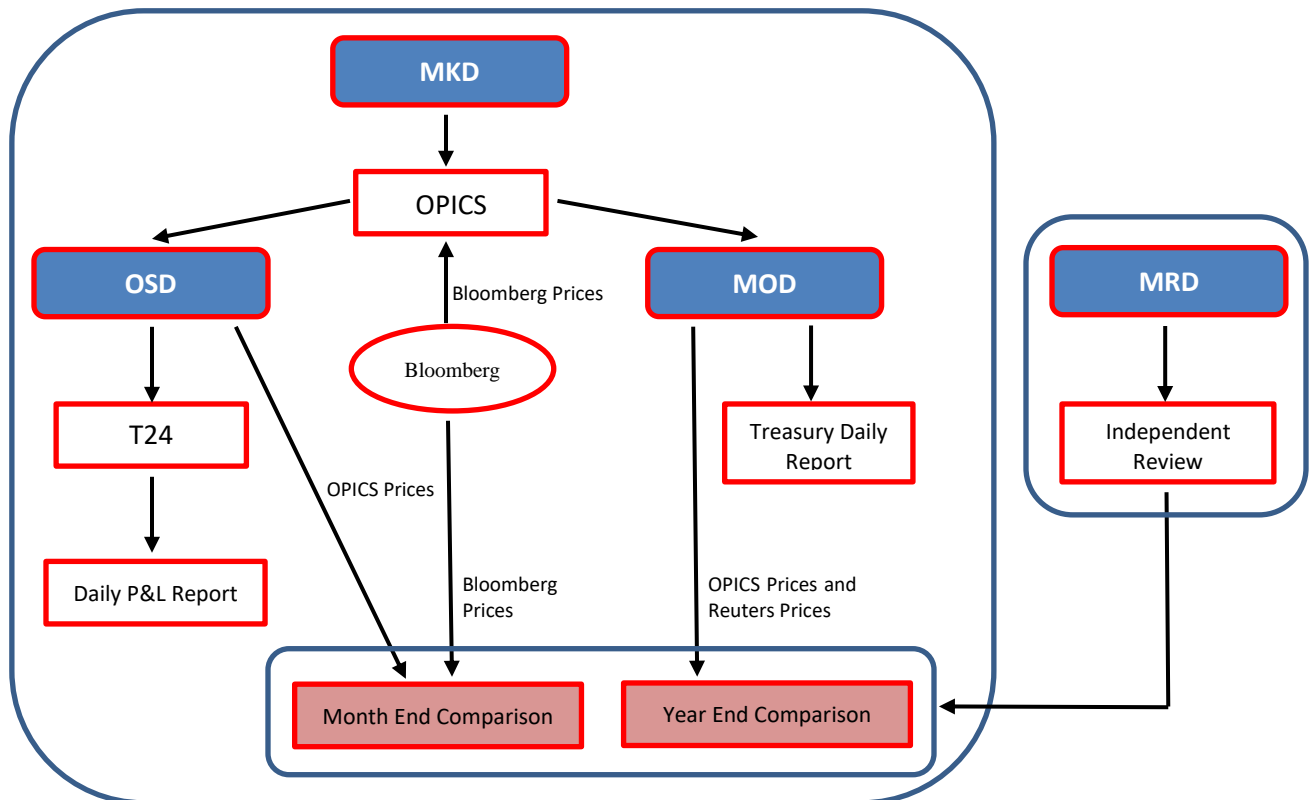 MKD
OPICS
OSD
MOD
MRD
Bloomberg Prices
Bloomberg
T24
Treasury Daily
Report
Independent
Review
OPICS Prices
Daily P&L Report
Bloomberg
Prices
OPICS Prices and
Reuters Prices
Month End Comparison
Year End Comparison